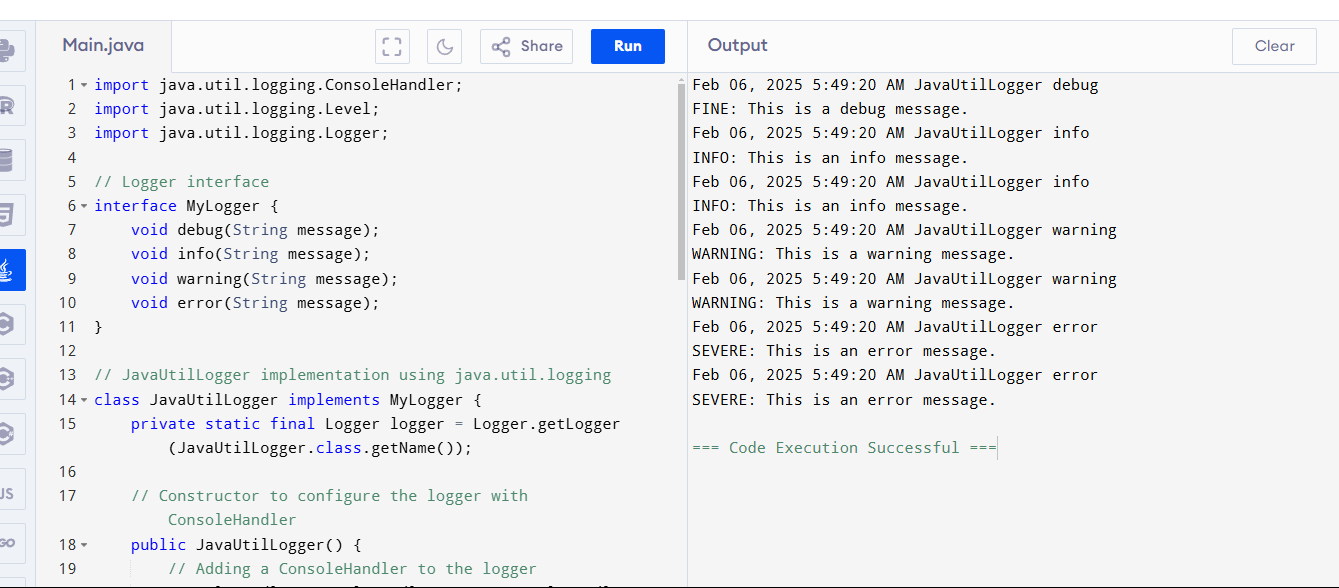 Main.java
Share
Run
Output
Clear
1 import java.util.logging.ConsoleHandler;
2 import java.util.logging.Level;
3 import java.util.logging.Logger;
4
5 // Logger interface
6 interface MyLogger {
7 void debug(String message);
8 void info(String message);
9 void warning(String message);
10 void error(String message);
11 }
12
13 // JavaUtilLogger implementation using java.util.logging
14 class JavaUtilLogger implements MyLogger {
15 private static final Logger logger = Logger.getLogger
(JavaUtilLogger.class.getName());
16
17 // Constructor to configure the logger with
ConsoleHandler
18 public JavaUtilLogger() {
19 // Adding a ConsoleHandler to the logger
Feb 06, 2025 5:49:20 AM JavaUtilLogger debug
FINE: This is a debug message.
Feb 06, 2025 5:49:20 AM JavaUtilLogger info
INFO: This is an info message.
Feb 06, 2025 5:49:20 AM JavaUtilLogger info
INFO: This is an info message.
Feb 06, 2025 5:49:20 AM JavaUtilLogger warning
WARNING: This is a warning message.
Feb 06, 2025 5:49:20 AM JavaUtilLogger warning
WARNING: This is a warning message.
Feb 06, 2025 5:49:20 AM JavaUtilLogger error
SEVERE: This is an error message.
Feb 06, 2025 5:49:20 AM JavaUtilLogger error
SEVERE: This is an error message.
=== Code Execution Successful ===
R
JS
GO